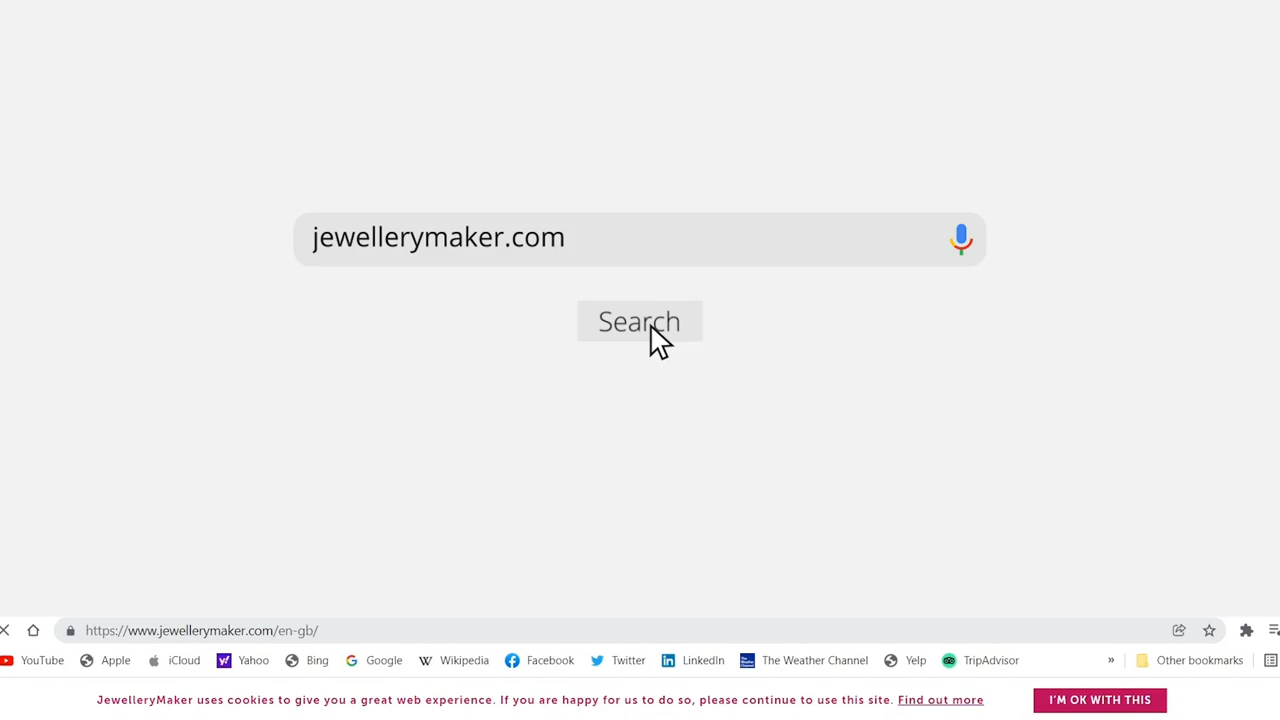 jewellerymaker.com
Search
https://www.jewellerymaker.com/en-gb/
YouTube Apple iCloud Yahoo Bing Google Wikipedia Facebook Twitter LinkedIn The Weather Channel Yelp TripAdvisor » Other bookmarks
JewelleryMaker uses cookies to give you a great web experience. If you are happy for us to do so, please continue to use this site. Find out more I'M OK WITH THIS